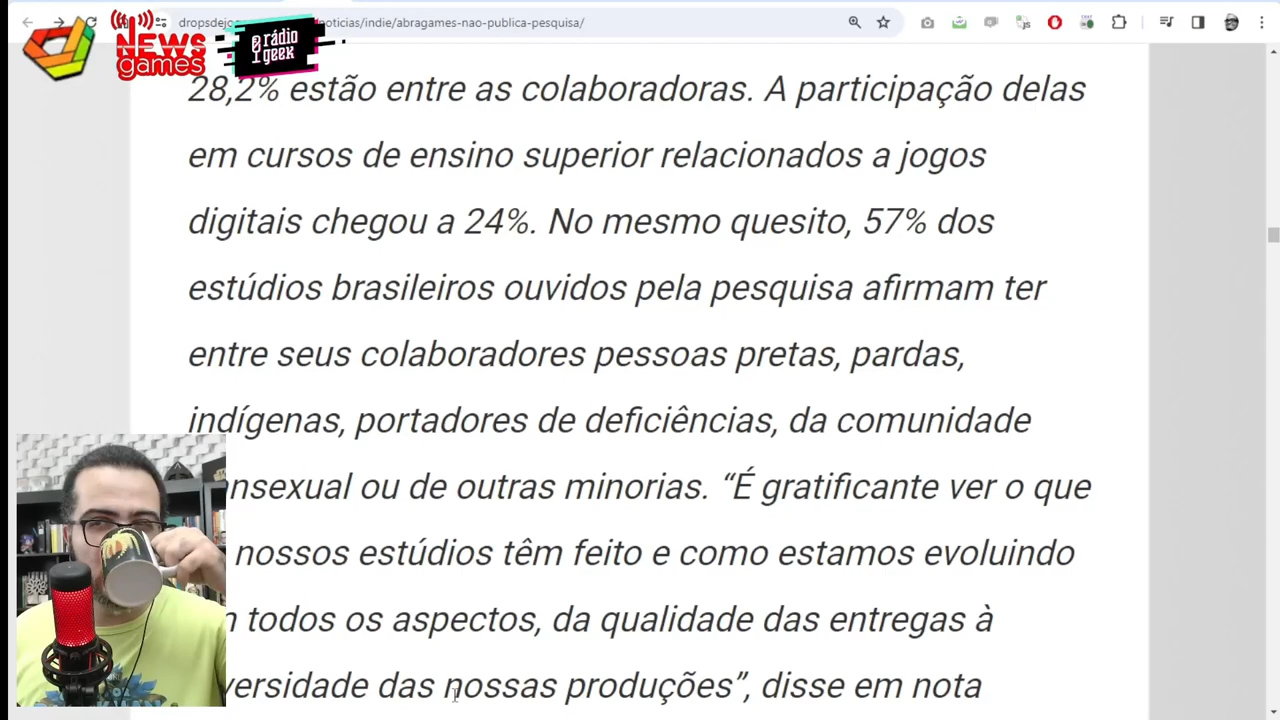 dropsdejo
noticias/indie/abragames-nao-publica-pesquisa/
NEWS
games
rádio
geek
28,2% estão entre as colaboradoras. A participação delas
em cursos de ensino superior relacionados a jogos
digitais chegou a 24%. No mesmo quesito, 57% dos
estúdios brasileiros ouvidos pela pesquisa afirmam ter
entre seus colaboradores pessoas pretas, pardas,
indígenas, portadores de deficiências, da comunidade
nsexual ou de outras minorias. “É gratificante ver o que
nossos estúdios têm feito e como estamos evoluindo
todos os aspectos, da qualidade das entregas à
versidade das nossas produções”, disse em nota